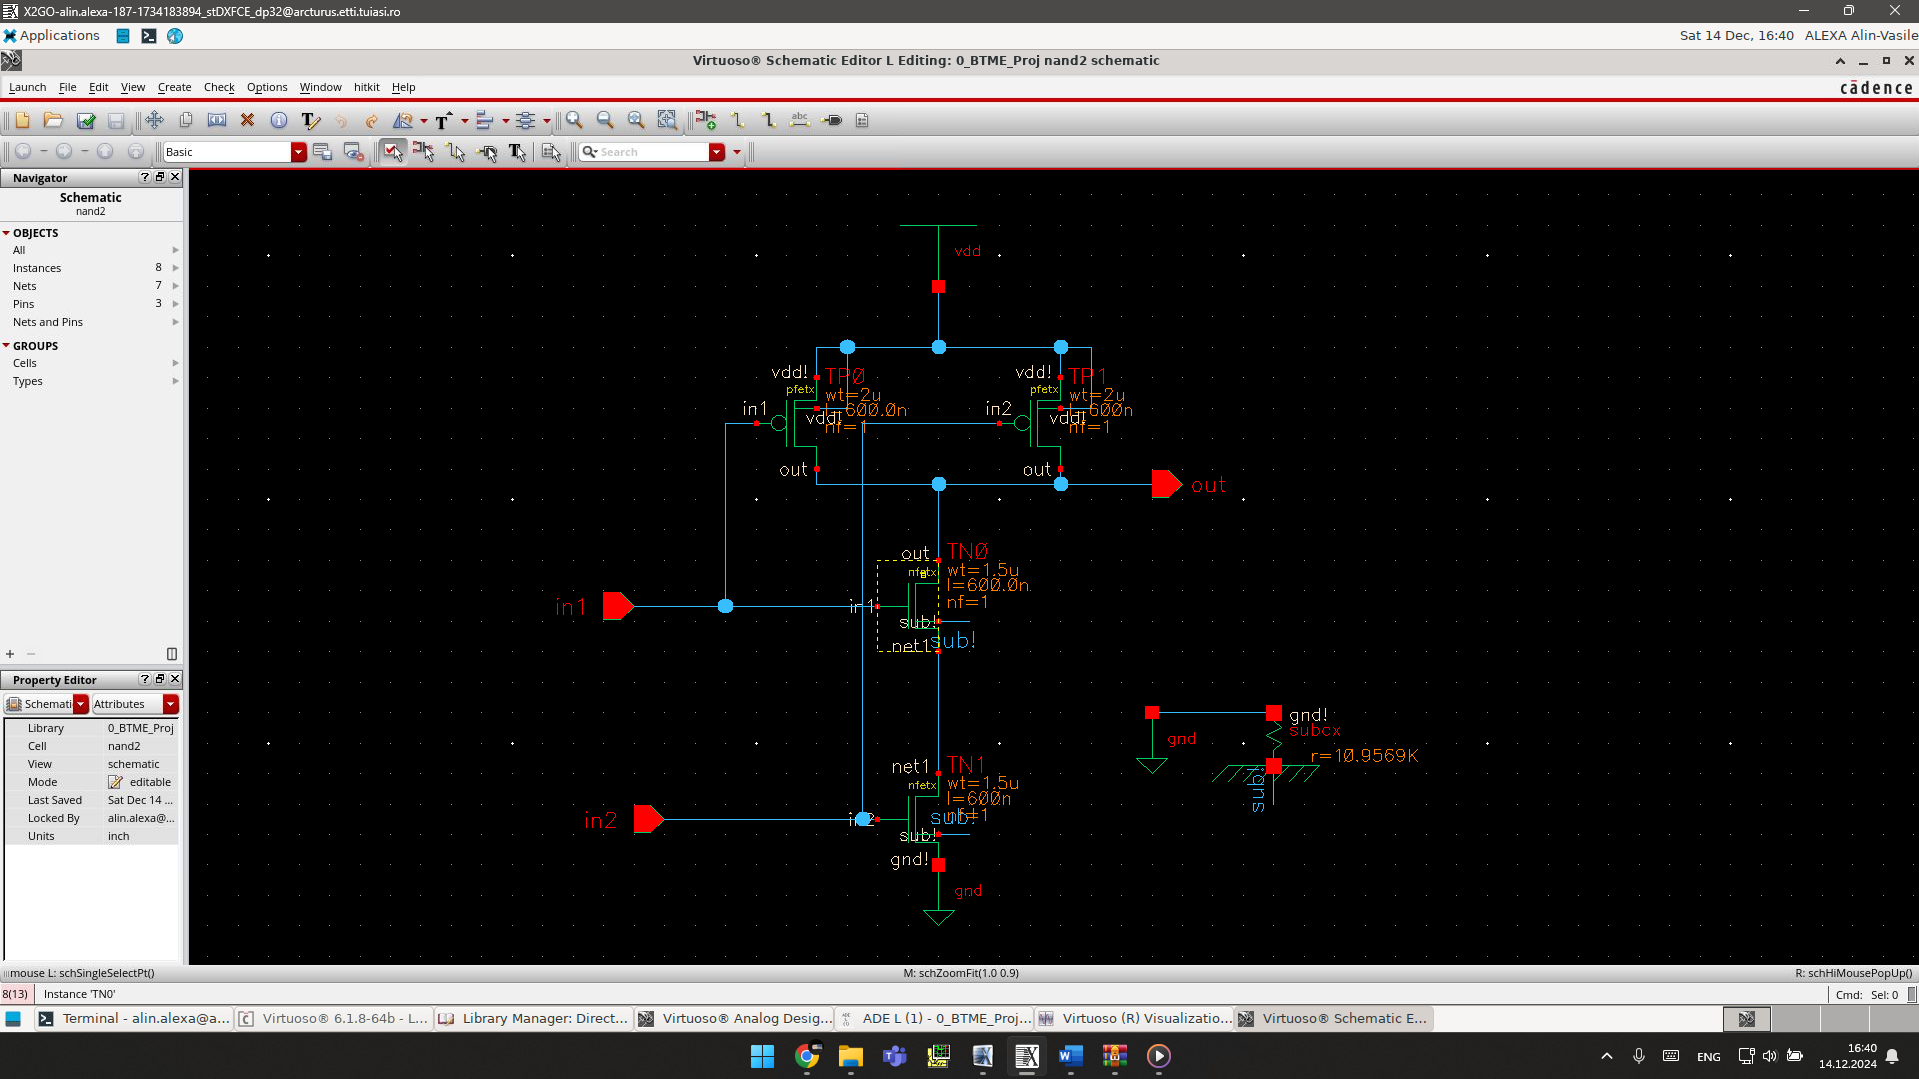 X2GO-alin.alexa-187-1734183894_stDXFCE_dp32@arcturus.etti.tuiasi.ro
Applications
Sat 14 Dec, 16:40 ALEXA Alin-Vasile
Virtuoso® Schematic Editor L Editing: 0_BTME_Proj nand2 schematic
Launch File Edit View Create Check Options Window hitkit Help
cādence
Basic
Search
Navigator
Schematic
nand2
OBJECTS
All
Instances 8
Nets 7
Pins 3
Nets and Pins
GROUPS
Cells
Types
Property Editor
Schemati Attributes
Library 0_BTME_Proj
Cell nand2
View schematic
Mode editable
Last Saved Sat Dec 14 ...
Locked By alin.alexa@...
Units inch
vdd
vdd! TP0
pfetx
wt=2u
in1
l=600.0n
vdd!
nf=1
out
vdd! TP1
pfetx
wt=2u
in2
l=600n
vdd!
nf=1
out
out
out TN0
nfetx
wt=1.5u
l=600.0n
in1
in1
nf=1
sub!
sub!
net1
net1 TN1
nfetx
wt=1.5u
l=600n
in2
in2
nf=1
sub!
sub!
gnd!
gnd
gnd
gnd!
subcx
r=10.9569K
sub!
mouse L: schSingleSelectPt()
M: schZoomFit(1.0 0.9)
R: schHiMousePopUp()
8(13) Instance 'TN0'
Cmd: Sel: 0
Terminal - alin.alexa@a...
Virtuoso® 6.1.8-64b - L...
Library Manager: Direct...
Virtuoso® Analog Desig...
ADE L (1) - 0_BTME_Proj...
Virtuoso (R) Visualizatio...
Virtuoso® Schematic E...
ENG
16:40
14.12.2024